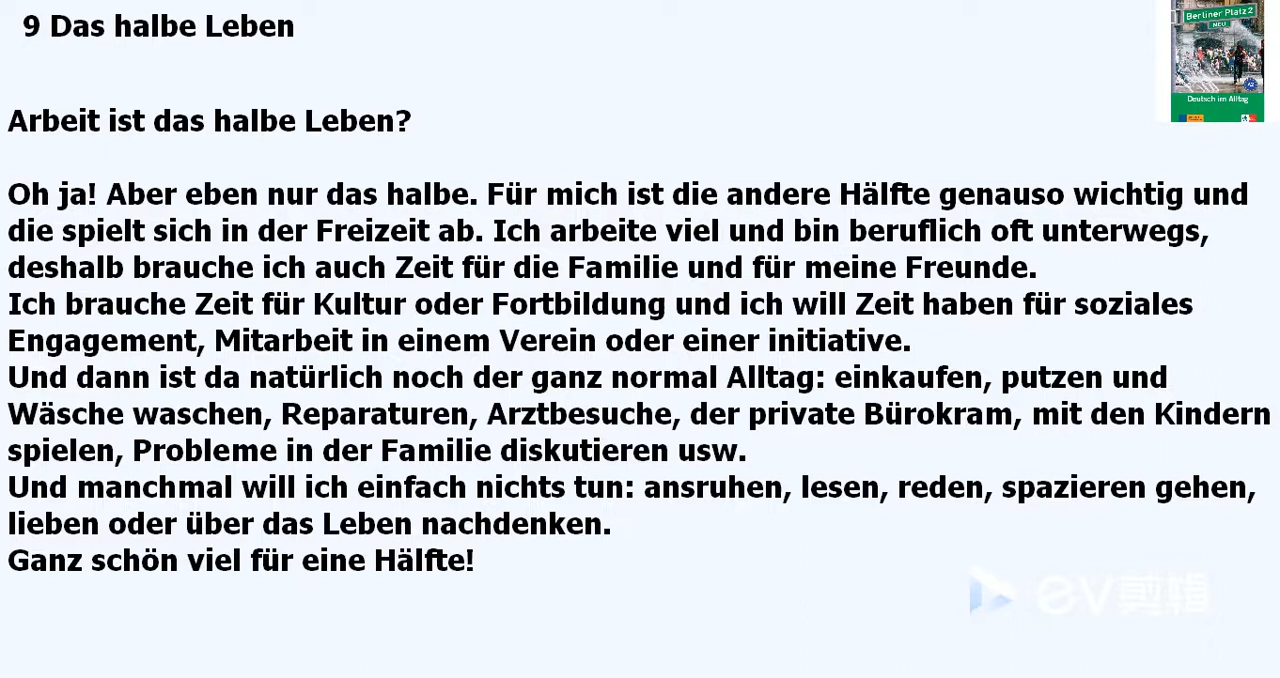 9 Das halbe Leben
Berliner Platz 2
NEU
Deutsch im Alltag
Arbeit ist das halbe Leben?
Oh ja! Aber eben nur das halbe. Für mich ist die andere Hälfte genauso wichtig und
die spielt sich in der Freizeit ab. Ich arbeite viel und bin beruflich oft unterwegs,
deshalb brauche ich auch Zeit für die Familie und für meine Freunde.
Ich brauche Zeit für Kultur oder Fortbildung und ich will Zeit haben für soziales
Engagement, Mitarbeit in einem Verein oder einer initiative.
Und dann ist da natürlich noch der ganz normal Alltag: einkaufen, putzen und
Wäsche waschen, Reparaturen, Arztbesuche, der private Bürokram, mit den Kindern
spielen, Probleme in der Familie diskutieren usw.
Und manchmal will ich einfach nichts tun: ansruhen, lesen, reden, spazieren gehen,
lieben oder über das Leben nachdenken.
Ganz schön viel für eine Hälfte!
ev剪辑